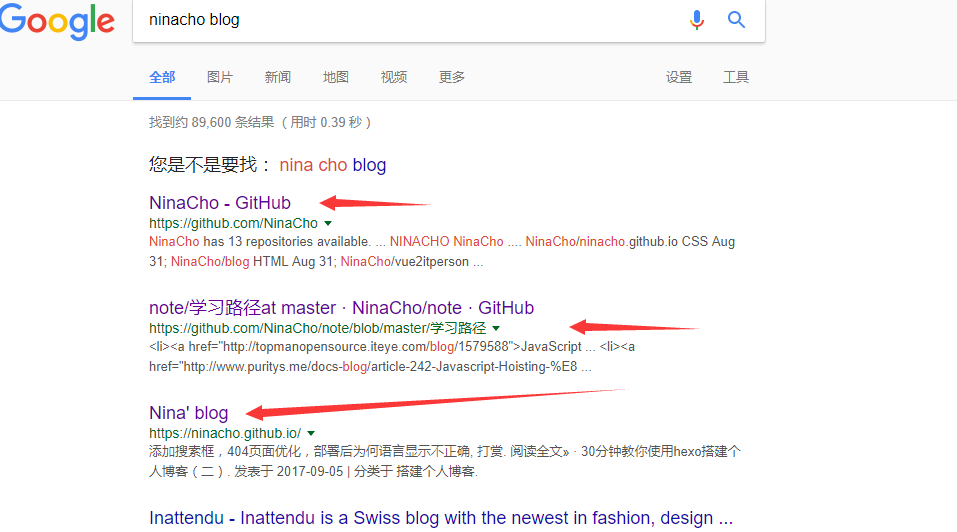 Google
ninacho blog
全部 图片 新闻 地图 视频 更多 设置 工具
找到约 89,600 条结果 （用时 0.39 秒）
您是不是要找： nina cho blog
NinaCho - GitHub
https://github.com/NinaCho
NinaCho has 13 repositories available. ... NINACHO NinaCho .... NinaCho/ninacho.github.io CSS Aug
31; NinaCho/blog HTML Aug 31; NinaCho/vue2itperson ...
note/学习路径at master · NinaCho/note · GitHub
https://github.com/NinaCho/note/blob/master/学习路径
<li><a href="http://topmanopensource.iteye.com/blog/1579588">JavaScript ... <li><a
href="http://www.puritys.me/docs-blog/article-242-Javascript-Hoisting-%E8 ...
Nina' blog
https://ninacho.github.io/
添加搜素框，404页面优化，部署后为何语言显示不正确, 打赏. 阅读全文» · 30分钟教你使用hexo搭建个
人博客（二）. 发表于 2017-09-05 | 分类于 搭建个人博客.
Inattendu - Inattendu is a Swiss blog with the newest in fashion, design ...